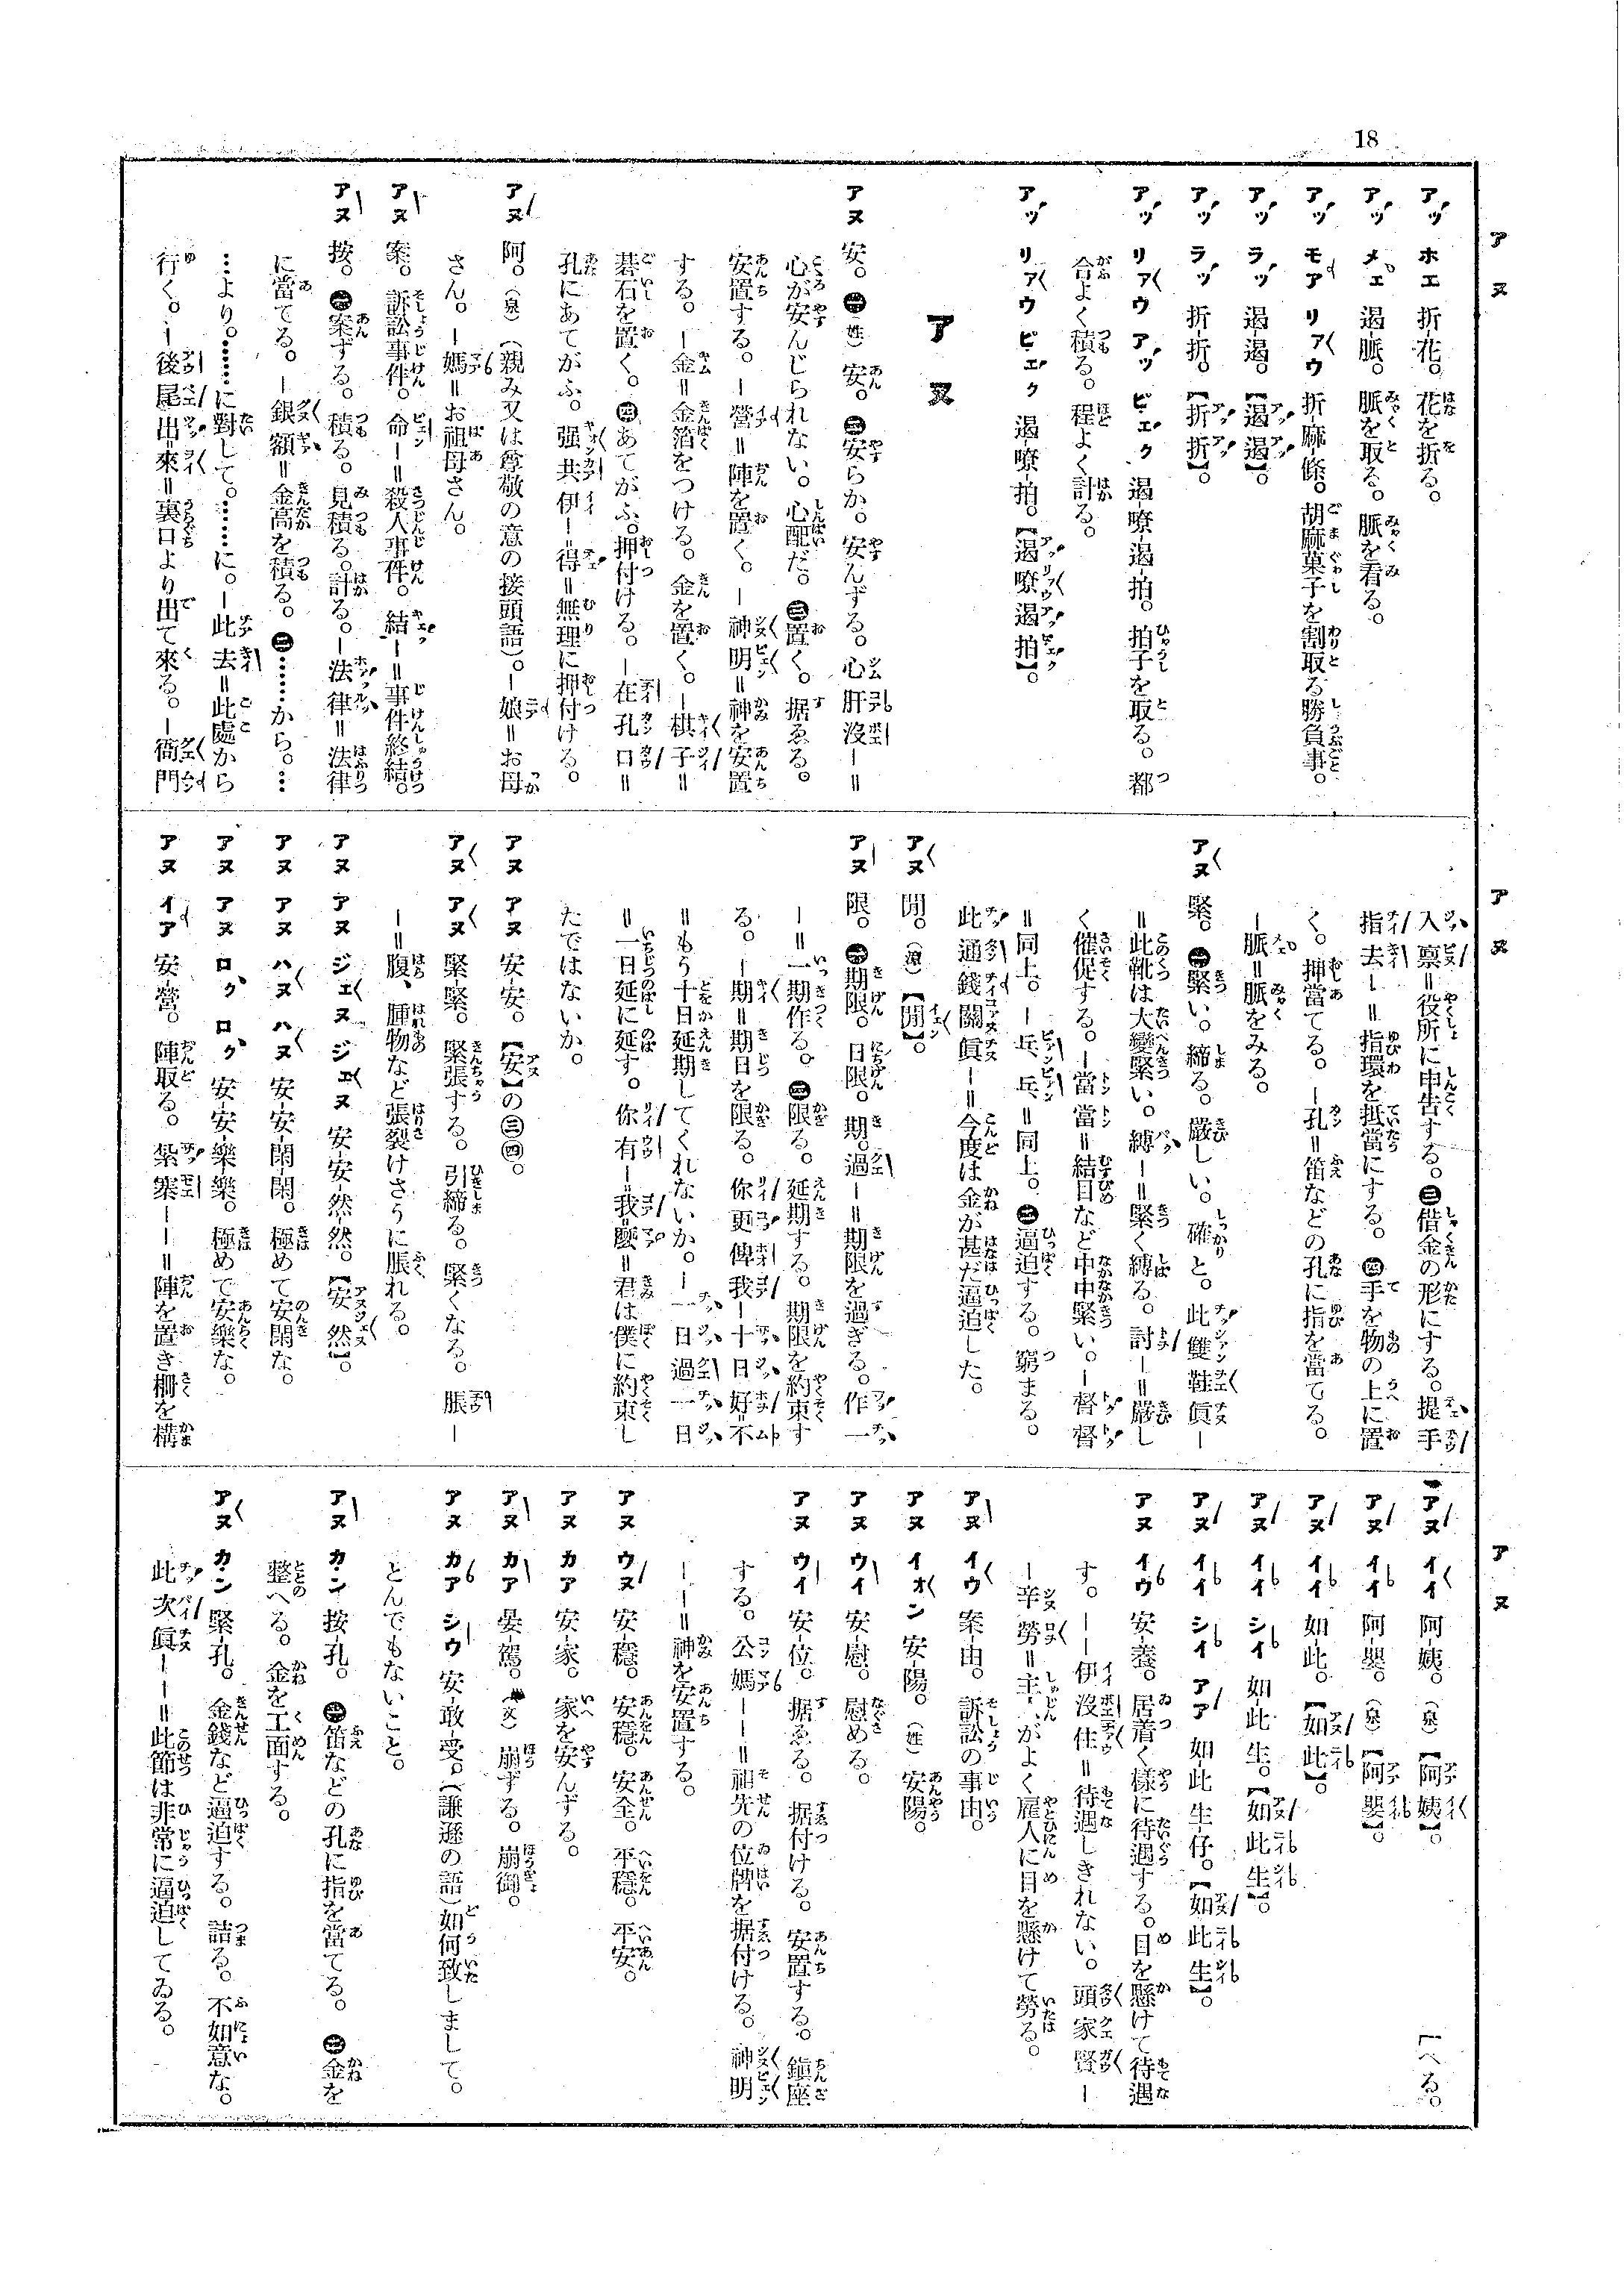 18
アヌ
アッ ホエ 折-花。花を折る。
アッ メェ 遏-脈。脈を取る。脈を看る。
アッ モア リァウ 折-麻-條。胡麻菓子を割取る勝負事。
アッ ラッ 遏-遏。【遏遏】。
アッ ラッ 折-折。【折折】。
アッ リァウ アッ ピェク 遏-嘹-遏-拍。拍子を取る。都
合よく積る。程よく計る。
アッ リァウ ピェク 遏-嘹-拍。【遏嘹遏拍】。
アヌ
アヌ 安。㊀(姓)安。㊁安らか。安んずる。心肝沒ー＝
心が安んじられない。心配だ。㊂置く。据ゑる。
安置する。ー營＝陣を置く。ー神明＝神を安置
する。ー金＝金箔をつける。金を置く。ー棋子＝
碁石を置く。㊃あてがふ。押付ける。ー在孔口＝
孔にあてがふ。强共伊ー得＝無理に押付ける。
アヌ 阿。(泉)(親み又は尊敬の意の接頭語)。ー娘＝お母
さん。ー媽＝お祖母さん。
アヌ 案。訴訟事件。命ー＝殺人事件。結ー＝事件終結。
アヌ 按。㊀案ずる。積る。見積る。計る。ー法律＝法律
に當てる。ー銀額＝金高を積る。㊁……から。…
…より。……に對して。……に。ー此去＝此處から
行く。ー後尾出-來＝裏口より出て來る。ー衙門
アヌ
入稟＝役所に申告する。㊂借金の形にする。提手
指去ー＝指環を抵當にする。㊃手を物の上に置
く。押當てる。ー孔＝笛などの孔に指を當てる。
ー脈＝脈をみる。
アヌ 緊。㊀緊い。締る。嚴しい。確りと。此雙鞋眞ー
＝此靴は大變緊い。縛ー＝緊く縛る。討ー＝嚴し
く催促する。ー當當＝結目など中中緊い。ー督督
＝同上。ー乓乓＝同上。㊁逼迫する。窮まる。
此通錢關眞ー＝今度は金が甚だ逼迫した。
アヌ 閒。(漳)【閒】。
アヌ 限。㊀期限。日限。期。過ー＝期限を過ぎる。作一
ー＝一期作る。㊁限る。延期する。期限を約束す
る。ー期＝期日を限る。你更俾我ー十日好-不
＝もう十日延期してくれないか。ー一日過一日
＝一日延に延す。你有ー我-麼＝君は僕に約束し
たではないか。
アヌ アヌ 安-安。【安】の㊂㊃。
アヌ アヌ 緊-緊。緊張する。引締る。緊くなる。脹ー
ー＝腹、腫物など張裂けさうに脹れる。
アヌ アヌ ジェヌ ジェヌ 安-安-然-然。【安然】。
アヌ アヌ ハヌ ハヌ 安-安-閑-閑。極めて安閑な。
アヌ アヌ ロク ロク 安-安-樂-樂。極めて安樂な。
アヌ イア 安-營。陣取る。紮寨ーー＝陣を置き柵を構
アヌ
〔へる。
アヌ イイ 阿-姨。(泉)【阿姨】。
アヌ イイ 阿-嬰。(泉)【阿嬰】。
アヌ イイ 如-此。【如此】。
アヌ イイ シイ 如-此-生。【如此生】。
アヌ イイ シイ アア 如-此-生-仔。【如此生】。
アヌ イウ 安-養。居着く樣に待遇する。目を懸けて待遇
す。ーー伊沒住＝待遇しきれない。頭家賢ー
ー辛勞＝主人がよく雇人に目を懸けて勞る。
アヌ イウ 案-由。訴訟の事由。
アヌ イオン 安-陽。(姓)安陽。
アヌ ウイ 安-慰。慰める。
アヌ ウイ 安-位。据ゑる。据付ける。安置する。鎭座
する。公媽ーー＝祖先の位牌を据付ける。神明
ーー＝神を安置する。
アヌ ウヌ 安-穩。安穩。安全。平穩。平安。
アヌ カア 安-家。家を安んずる。
アヌ カア 晏-駕。(文)崩ずる。崩御。
アヌ カア シウ 安-敢-受。(謙遜の語)如何致しまして。
とんでもないこと。
アヌ カン 按-孔。㊀笛などの孔に指を當てる。㊁金を
整へる。金を工面する。
アヌ カン 緊-孔。金錢など逼迫する。詰る。不如意な。
此次眞ーー＝此節は非常に逼迫してゐる。